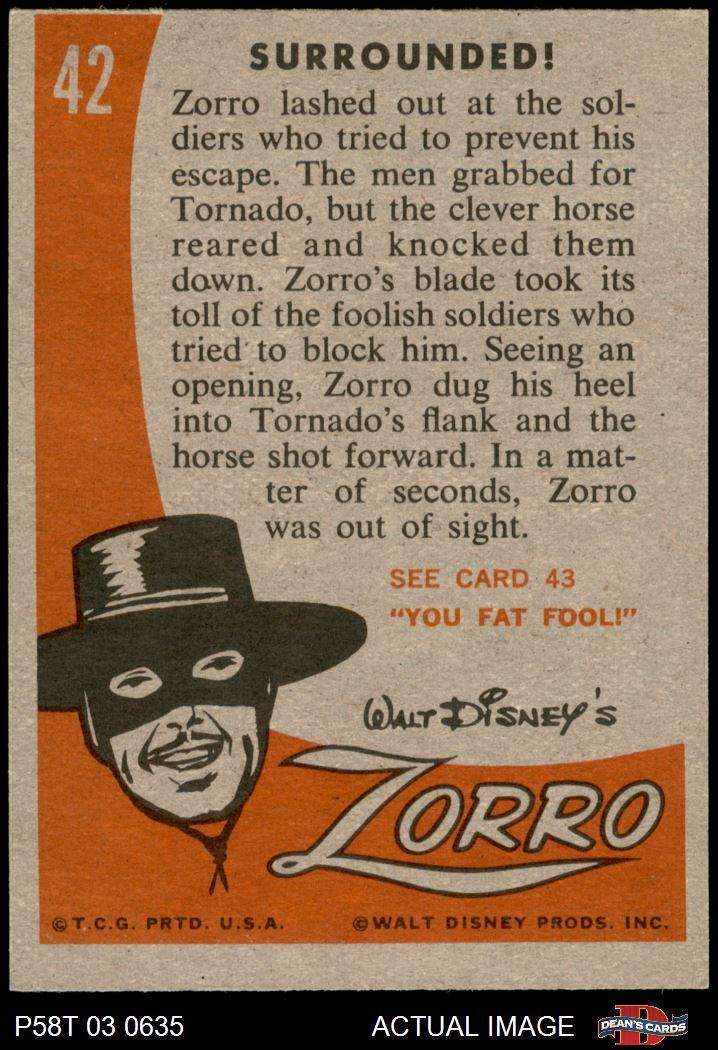 42
SURROUNDED!
Zorro lashed out at the sol-
diers who tried to prevent his
escape. The men grabbed for
Tornado, but the clever horse
reared and knocked them
down. Zorro's blade took its
toll of the foolish soldiers who
tried to block him. Seeing an
opening, Zorro dug his heel
into Tornado's flank and the
horse shot forward. In a mat-
ter of seconds, Zorro
was out of sight.
SEE CARD 43
"YOU FAT FOOL!"
WALT DISNEY'S
ZORRO
©T.C.G. PRTD. U.S.A.
©WALT DISNEY PRODS. INC.
P58T 03 0635
ACTUAL IMAGE
D
DEAN'S CARDS